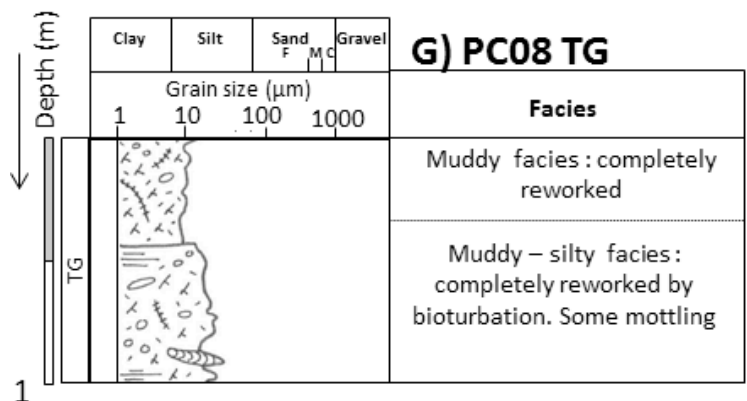 Depth (m)
Clay Silt Sand Gravel
F M C
G) PC08 TG
Grain size (μm)
1 10 100 1000
Facies
Muddy facies : completely
reworked
TG
Muddy – silty facies :
completely reworked by
bioturbation. Some mottling
1